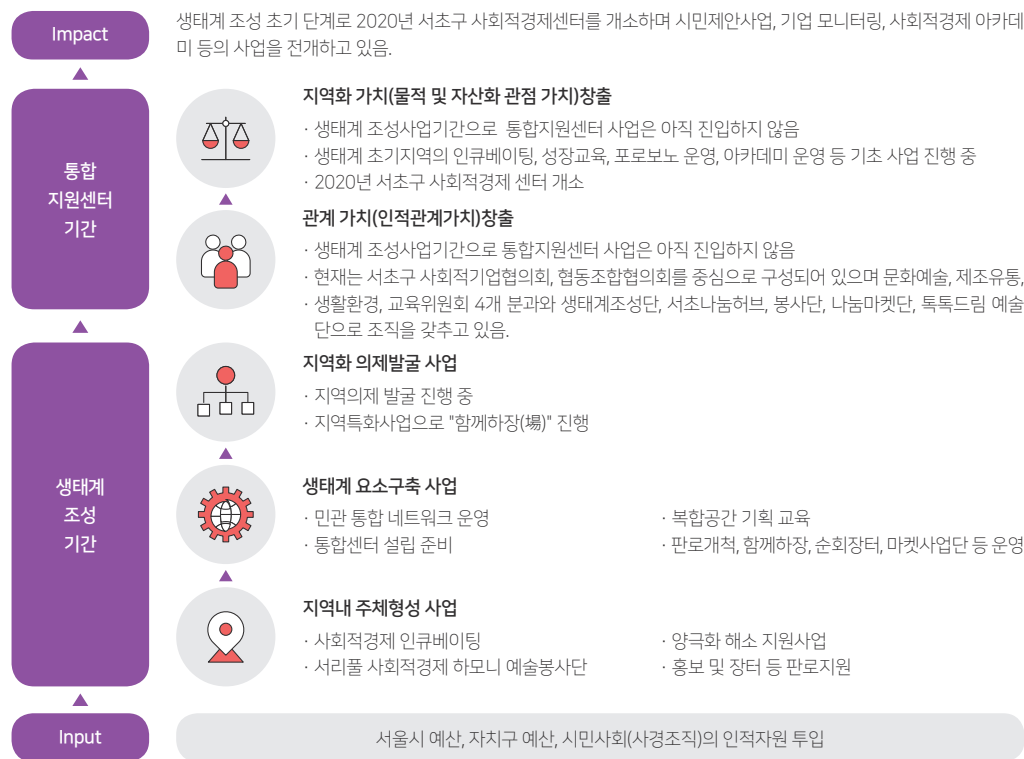 Impact
생태계 조성 초기 단계로 2020년 서초구 사회적경제센터를 개소하며 시민제안사업, 기업 모니터링, 사회적경제 아카데
미 등의 사업을 전개하고 있음.
통합
지원센터
기간
지역화 가치(물적 및 자산화 관점 가치)창출
· 생태계 조성사업기간으로 통합지원센터 사업은 아직 진입하지 않음
· 생태계 초기지역의 인큐베이팅, 성장교육, 포로보노 운영, 아카데미 운영 등 기초 사업 진행 중
· 2020년 서초구 사회적경제 센터 개소
관계 가치(인적관계가치)창출
· 생태계 조성사업기간으로 통합지원센터 사업은 아직 진입하지 않음
· 현재는 서초구 사회적기업협의회, 협동조합협의회를 중심으로 구성되어 있으며 문화예술, 제조유통,
· 생활환경, 교육위원회 4개 분과와 생태계조성단, 서초나눔허브, 봉사단, 나눔마켓단, 톡톡드림 예술
단으로 조직을 갖추고 있음.
생태계
조성
기간
지역화 의제발굴 사업
· 지역의제 발굴 진행 중
· 지역특화사업으로 "함께하장(場)" 진행
생태계 요소구축 사업
· 민관 통합 네트워크 운영
· 통합센터 설립 준비
· 복합공간 기획 교육
· 판로개척, 함께하장, 순회장터, 마켓사업단 등 운영
지역내 주체형성 사업
· 사회적경제 인큐베이팅
· 서리풀 사회적경제 하모니 예술봉사단
· 양극화 해소 지원사업
· 홍보 및 장터 등 판로지원
Input
서울시 예산, 자치구 예산, 시민사회(사경조직)의 인적자원 투입